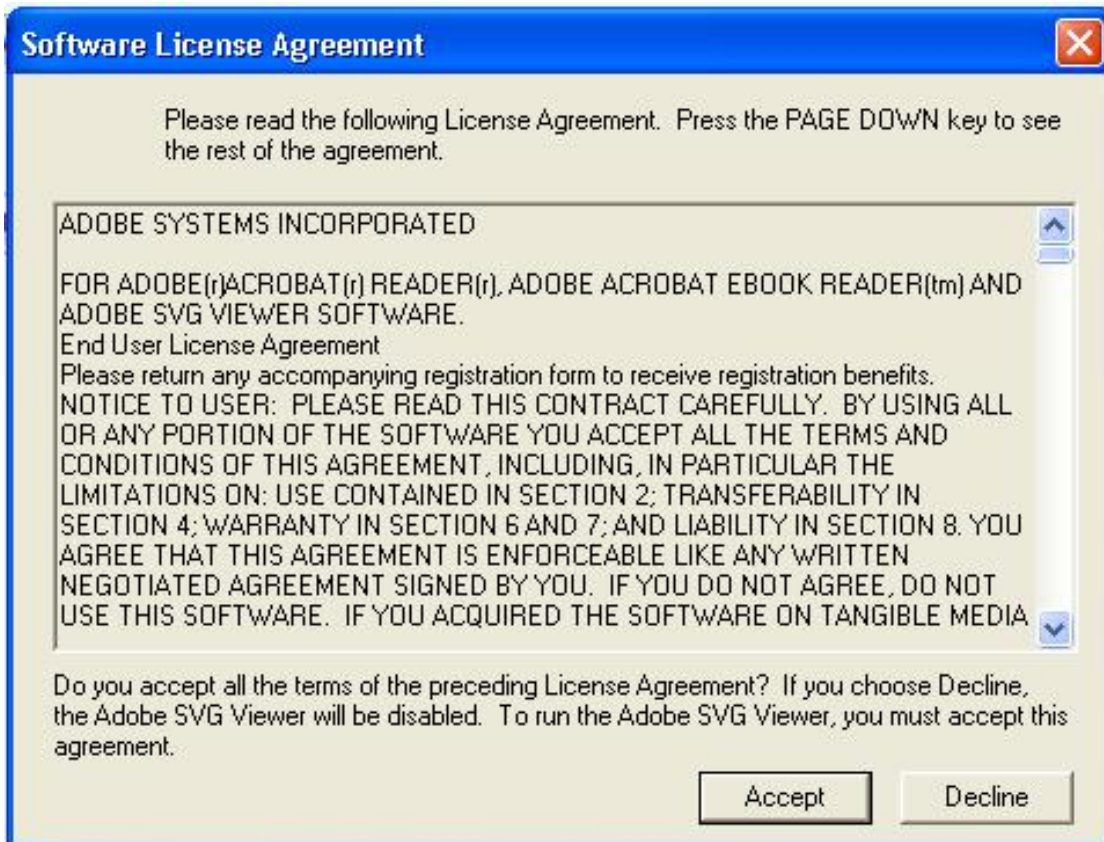 Software License Agreement
Please read the following License Agreement.  Press the PAGE DOWN key to see
the rest of the agreement.
ADOBE SYSTEMS INCORPORATED
FOR ADOBE(r)ACROBAT(r) READER(r), ADOBE ACROBAT EBOOK READER(tm) AND
ADOBE SVG VIEWER SOFTWARE.
End User License Agreement
Please return any accompanying registration form to receive registration benefits.
NOTICE TO USER:  PLEASE READ THIS CONTRACT CAREFULLY.  BY USING ALL
OR ANY PORTION OF THE SOFTWARE YOU ACCEPT ALL THE TERMS AND
CONDITIONS OF THIS AGREEMENT, INCLUDING, IN PARTICULAR THE
LIMITATIONS ON: USE CONTAINED IN SECTION 2; TRANSFERABILITY IN
SECTION 4; WARRANTY IN SECTION 6 AND 7; AND LIABILITY IN SECTION 8. YOU
AGREE THAT THIS AGREEMENT IS ENFORCEABLE LIKE ANY WRITTEN
NEGOTIATED AGREEMENT SIGNED BY YOU.  IF YOU DO NOT AGREE, DO NOT
USE THIS SOFTWARE.  IF YOU ACQUIRED THE SOFTWARE ON TANGIBLE MEDIA
Do you accept all the terms of the preceding License Agreement?  If you choose Decline,
the Adobe SVG Viewer will be disabled.  To run the Adobe SVG Viewer, you must accept this
agreement.
Accept
Decline